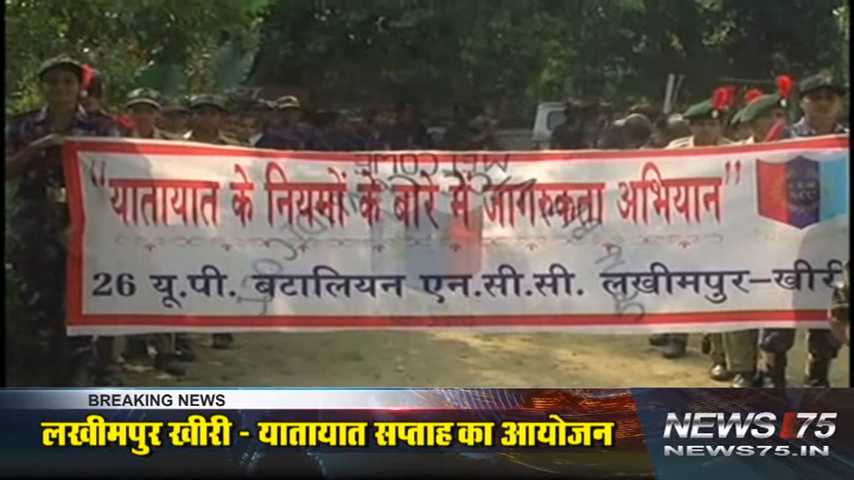 "यातायात के नियमों के बारे में जागरुकता अभियान"
26 यू.पी. बटालियन एन.सी.सी. लखीमपुर-खीरी
NCC
BREAKING NEWS
लखीमपुर खीरी - यातायात सप्ताह का आयोजन
NEWS 75
NEWS75.IN